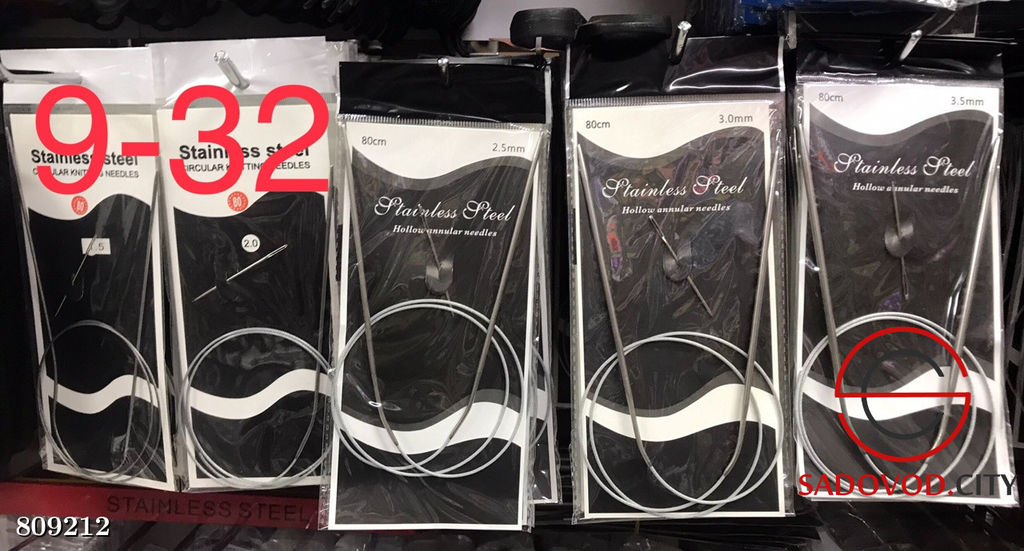 9-32
Stainless steel
CIRCULAR KNITTING NEEDLES
80
Stainless steel
CIRCULAR KNITTING NEEDLES
80
2.0
80cm
2.5mm
Stainless Steel
Hollow annular needles
80cm
3.0mm
Stainless Steel
Hollow annular needles
80cm
3.5mm
Stainless Steel
Hollow annular needles
STAINLESS STEEL
SADOVOD.CITY
809212